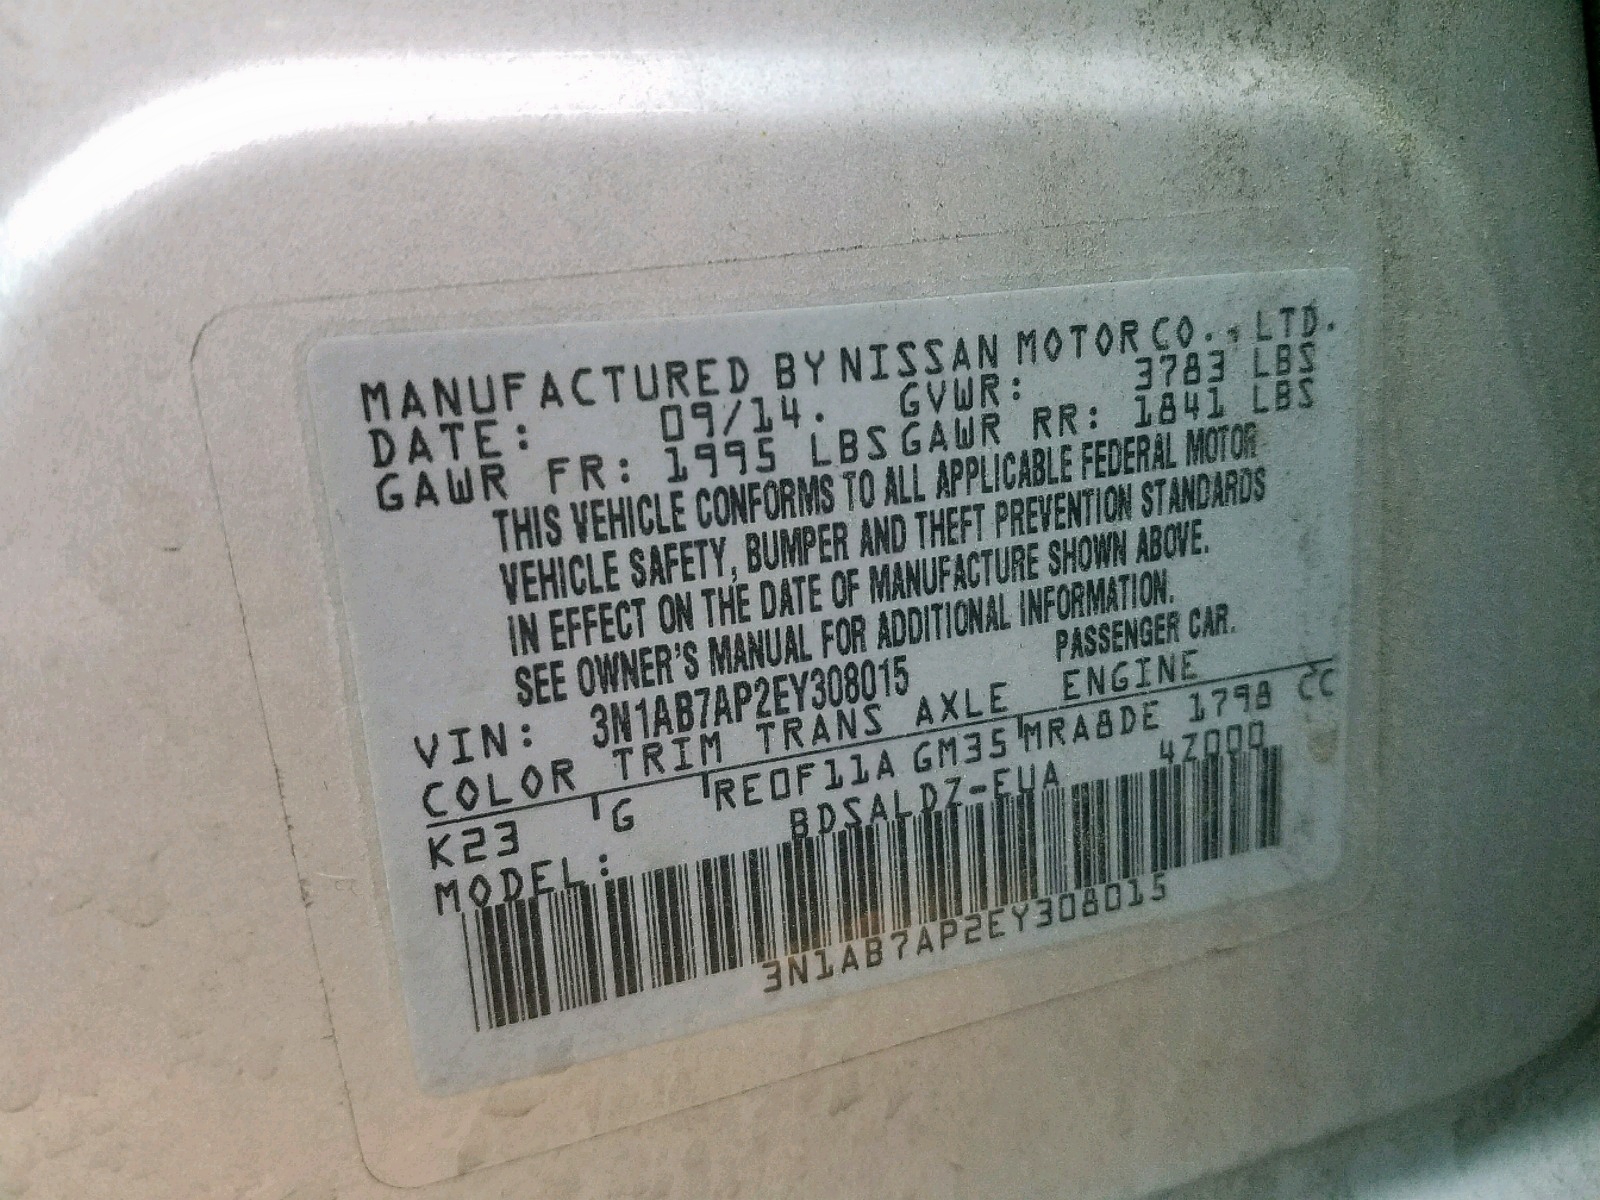 MANUFACTURED BY NISSAN MOTOR CO., LTD.
DATE: 09/14. GVWR: 3783 LBS
GAWR FR: 1995 LBS GAWR RR: 1841 LBS
THIS VEHICLE CONFORMS TO ALL APPLICABLE FEDERAL MOTOR
VEHICLE SAFETY, BUMPER AND THEFT PREVENTION STANDARDS
IN EFFECT ON THE DATE OF MANUFACTURE SHOWN ABOVE.
SEE OWNER'S MANUAL FOR ADDITIONAL INFORMATION.
VIN: 3N1AB7AP2EY308015 PASSENGER CAR.
COLOR TRIM TRANS AXLE ENGINE
K23 G RE0F11A GM35 MRA8DE 1798 CC
MODEL: BDSALDZ-EUA 4Z000
3N1AB7AP2EY308015